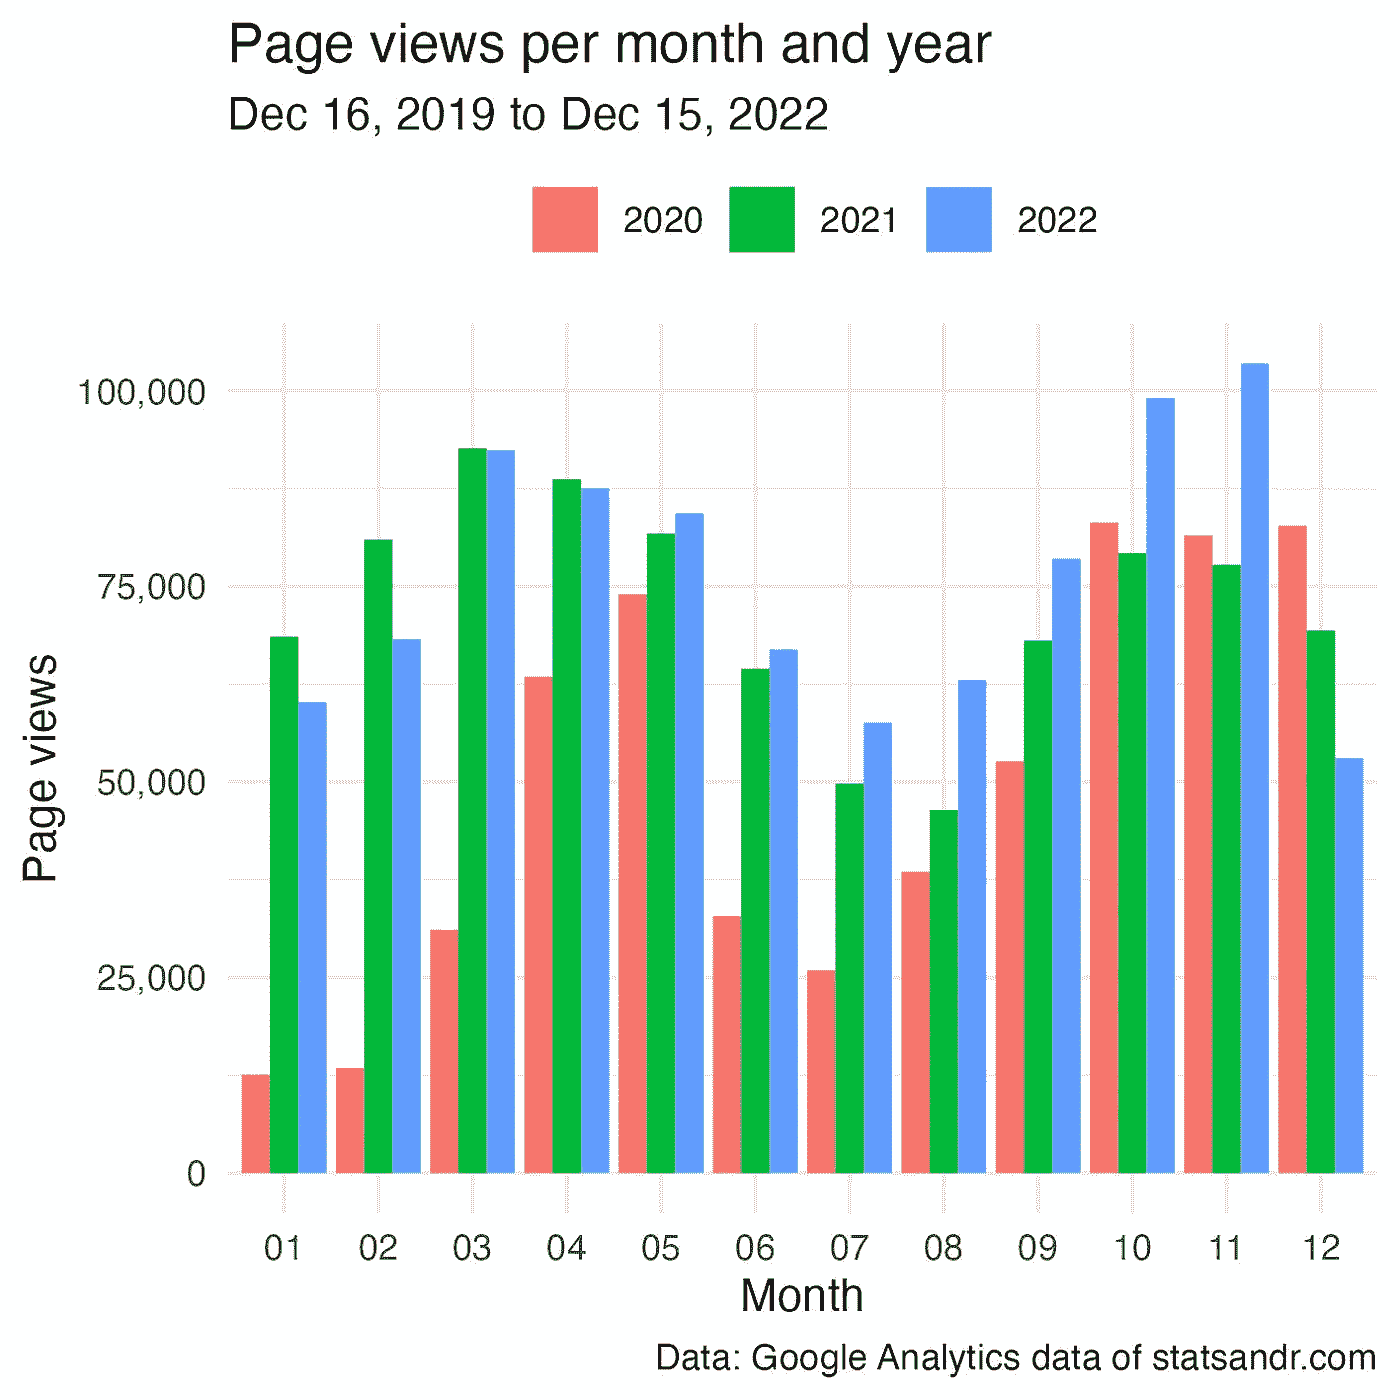 Page views per month and year
Dec 16, 2019 to Dec 15, 2022
2020 2021 2022
100,000
75,000
50,000
25,000
0
Page views
01 02 03 04 05 06 07 08 09 10 11 12
Month
Data: Google Analytics data of statsandr.com